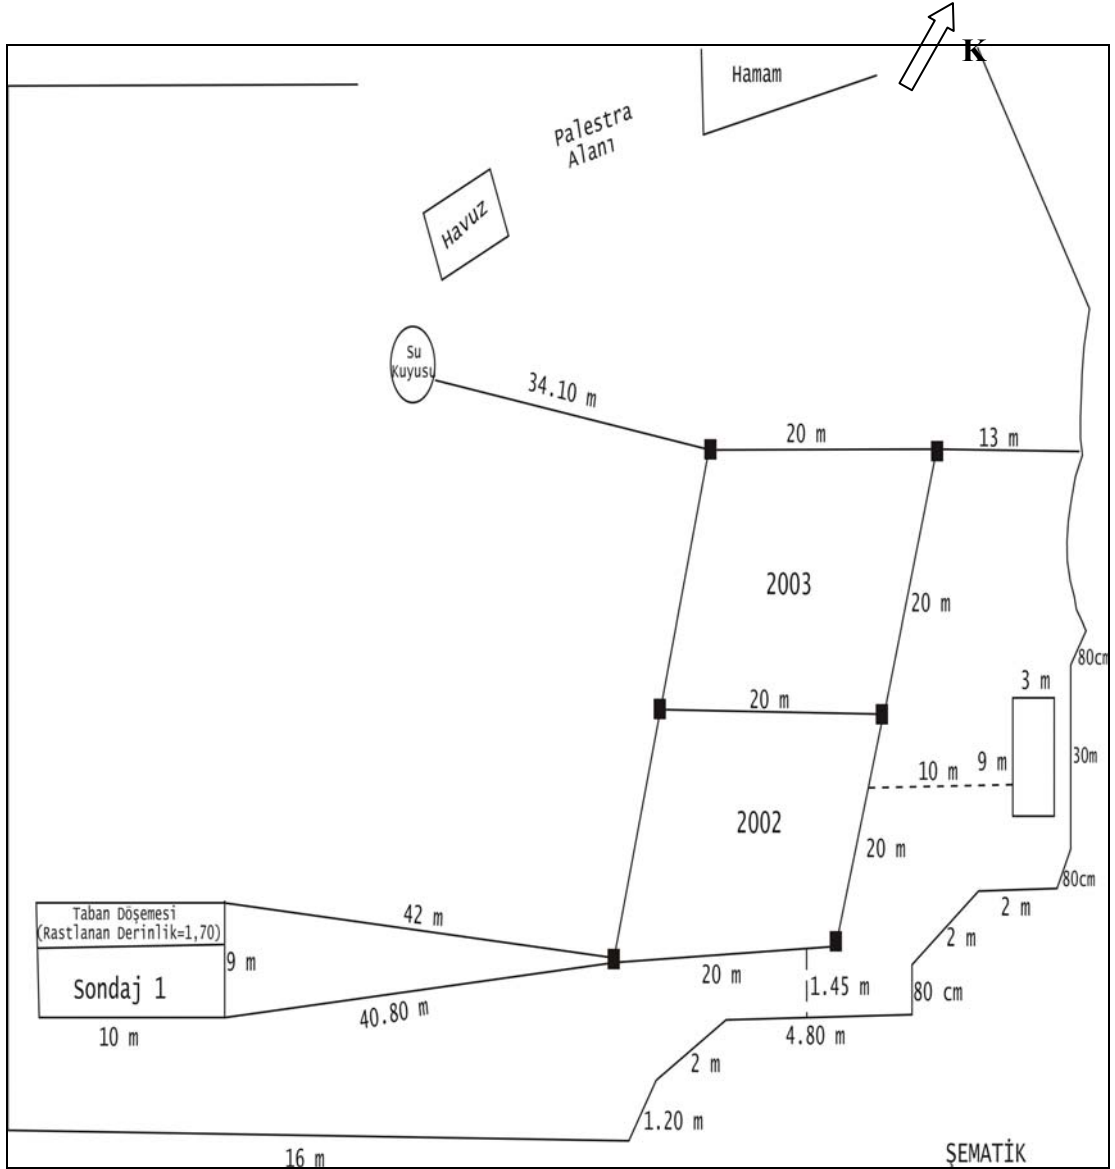 K
Hamam
Palestra
Alanı
Havuz
Su
Kuyusu
34.10 m
20 m
13 m
2003
20 m
80cm
3 m
20 m
30m
9 m
10 m
2002
20 m
80cm
2 m
42 m
Taban Döşemesi
(Rastlanan Derinlik=1,70)
2 m
9 m
20 m
1.45 m
80 cm
Sondaj 1
40.80 m
10 m
4.80 m
2 m
1.20 m
16 m
ŞEMATİK